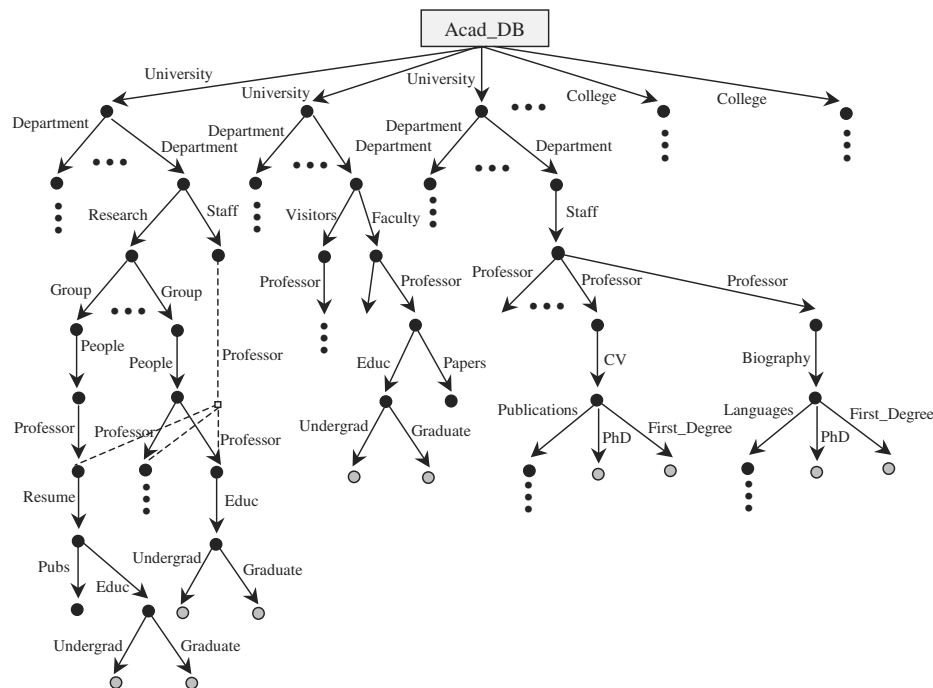 Acad_DB
University
University
University
College
College
Department
Department
Department
Department
Department
Department
Research
Staff
Visitors
Faculty
Staff
Group
Group
Professor
Professor
Professor
Professor
Professor
People
People
Professor
Educ
Papers
CV
Biography
Professor
Professor
Professor
Undergrad
Graduate
Publications
PhD
First_Degree
Languages
PhD
First_Degree
Resume
Educ
Pubs
Educ
Undergrad
Graduate
Undergrad
Graduate